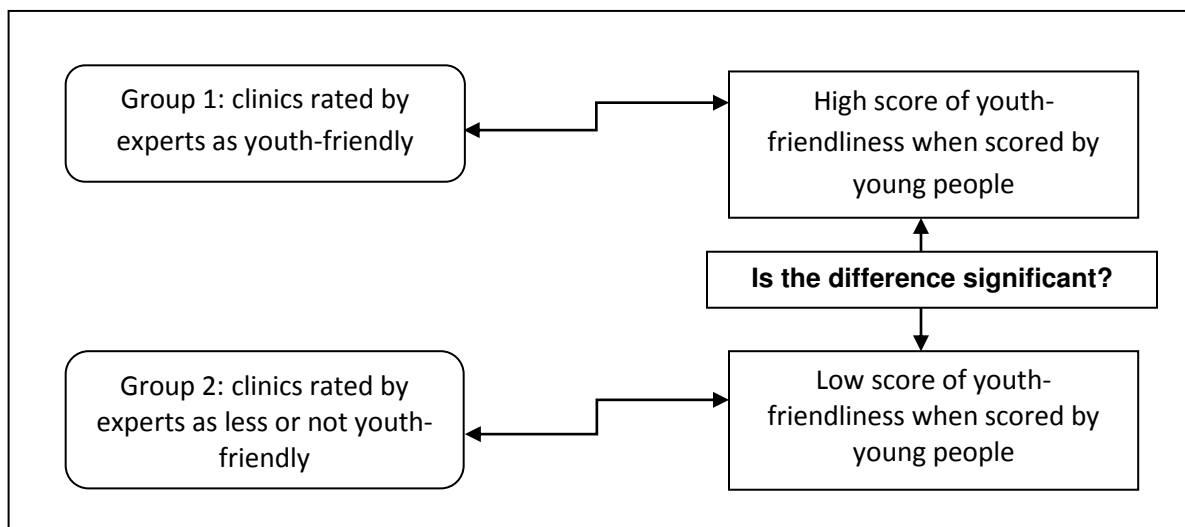 Group 1: clinics rated by
experts as youth-friendly
High score of youth-
friendliness when scored by
young people
Is the difference significant?
Group 2: clinics rated by
experts as less or not youth-
friendly
Low score of youth-
friendliness when scored by
young people